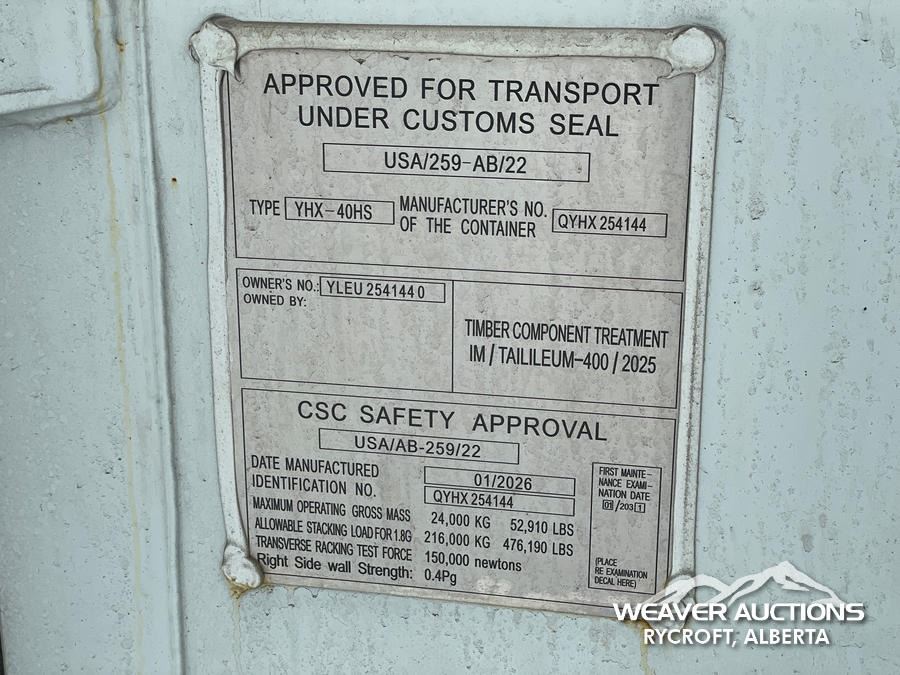 APPROVED FOR TRANSPORT
UNDER CUSTOMS SEAL
USA/259-AB/22
TYPE YHX-40HS MANUFACTURER'S NO. OF THE CONTAINER QYHX 254144
OWNER'S NO.: YLEU 254144 0
OWNED BY:
TIMBER COMPONENT TREATMENT
IM / TAILILEUM-400 / 2025
CSC SAFETY APPROVAL
USA/AB-259/22
DATE MANUFACTURED 01/2026
IDENTIFICATION NO. QYHX 254144
MAXIMUM OPERATING GROSS MASS 24,000 KG 52,910 LBS
ALLOWABLE STACKING LOAD FOR 1.8G 216,000 KG 476,190 LBS
TRANSVERSE RACKING TEST FORCE 150,000 newtons
Right Side wall Strength: 0.4Pg
FIRST MAINTE-
NANCE EXAMI-
NATION DATE
01/2031
(PLACE
RE EXAMINATION
DECAL HERE)
WEAVER AUCTIONS
RYCROFT, ALBERTA